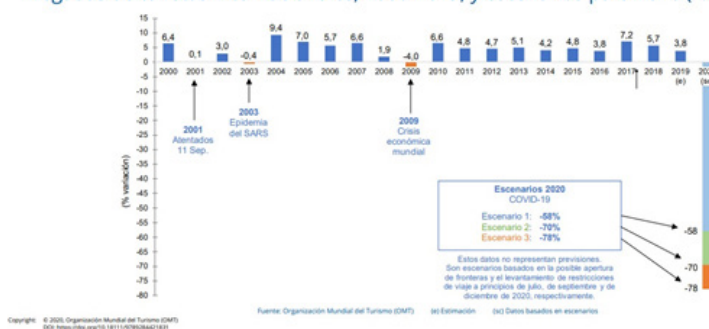 15
10
5
0
-5
-10
-15
-20
-25
-30
-35
-40
-45
-50
-55
-60
-65
-70
-75
-80
(% variación)
6,4 0,1 3,0 -0,4 9,4 7,0 5,7 6,6 1,9 -4,0 6,6 4,8 4,7 5,1 4,2 4,8 3,8 7,2 5,7 3,8
2000 2001 2002 2003 2004 2005 2006 2007 2008 2009 2010 2011 2012 2013 2014 2015 2016 2017 2018 2019
(e) (sc)
2001
Atentados
11 Sep.
2003
Epidemia
del SARS
2009
Crisis
económica
mundial
Escenarios 2020
COVID-19
Escenario 1: -58%
Escenario 2: -70%
Escenario 3: -78%
-58
-70
-78
Estos datos no representan previsiones.
Son escenarios basados en la posible apertura
de fronteras y el levantamiento de restricciones
de viaje a principios de julio, de septiembre y de
diciembre de 2020, respectivamente.
Fuente: Organización Mundial del Turismo (OMT) (e) Estimación (sc) Datos basados en escenarios
Copyright: © 2020, Organización Mundial del Turismo (OMT)